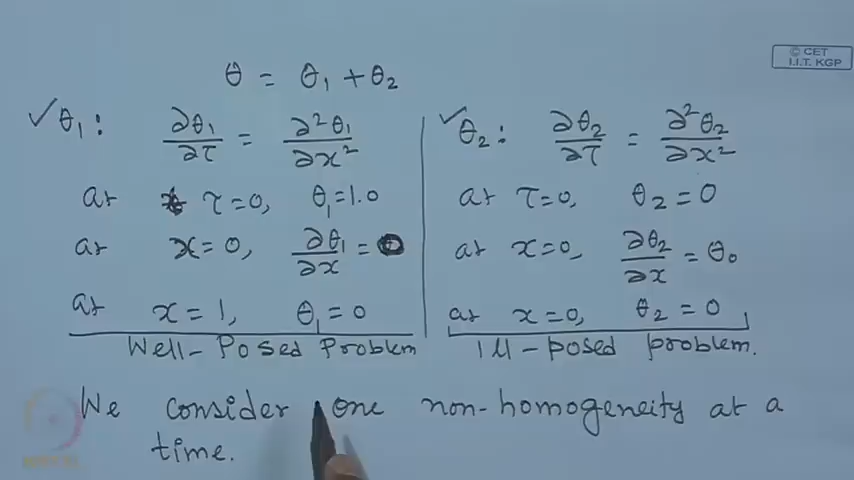 © CET
I.I.T. KGP
θ = θ₁ + θ₂
✓θ₁: ∂θ₁/∂τ = ∂²θ₁/∂x²
at τ=0, θ₁=1.0
at x=0, ∂θ₁/∂x = 0
at x=1, θ₁=0
Well-Posed Problem
✓θ₂: ∂θ₂/∂τ = ∂²θ₂/∂x²
at τ=0, θ₂=0
at x=0, ∂θ₂/∂x = θ₀
at x=0, θ₂=0
Ill-posed problem.
We consider one non-homogeneity at a
time.